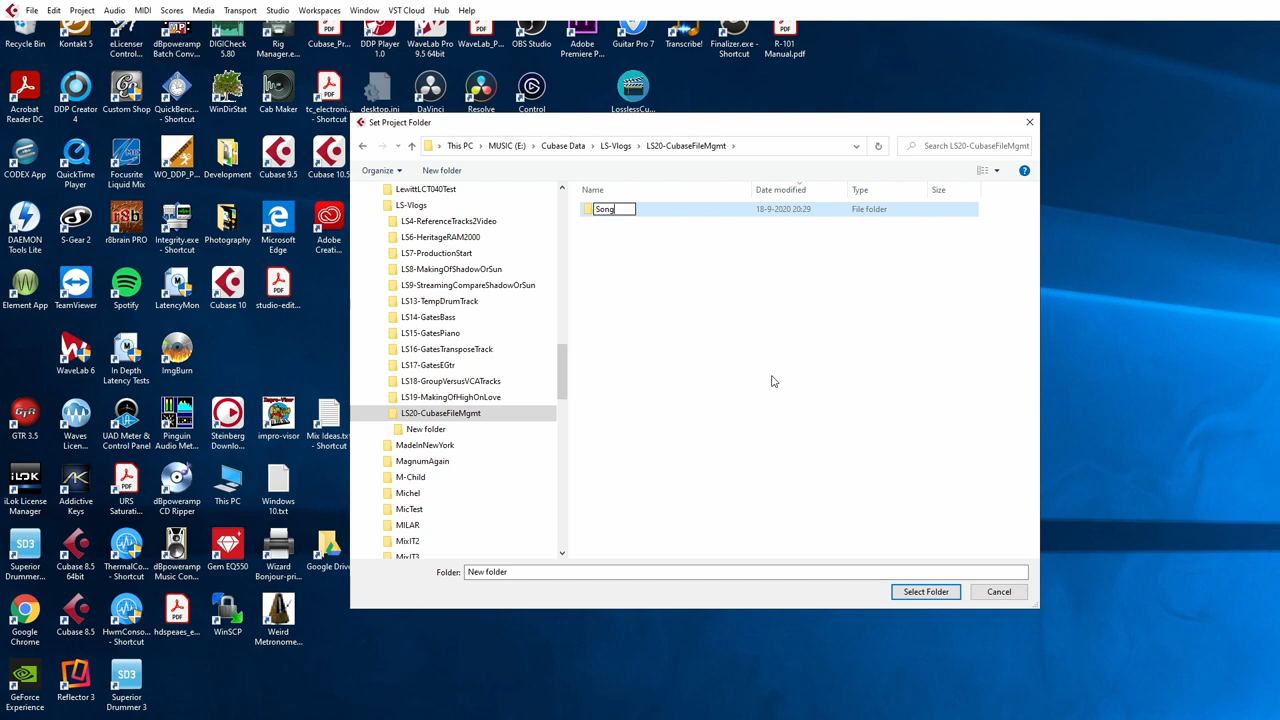 File Edit Project Audio MIDI Scores Media Transport Studio Workspaces Window VST Cloud Hub Help
Recycle Bin
Kontakt 5
eLicenser Control...
dBpoweramp Batch Conv...
DIGICheck 5.80
Rig Manager.e...
Cubase_Pr...
DDP Player 1.0
WaveLab Pro 9.5 64bit
WaveLab_P...
OBS Studio
Adobe Premiere P...
Guitar Pro 7
Transcribe!
Finalizer.exe - Shortcut
R-101 Manual.pdf
Acrobat Reader DC
DDP Creator 4
Custom Shop
QuickBenc... - Shortcut
WinDirStat
Cab Maker
tc_electroni... - Shortcut
desktop.ini
DaVinci
Resolve
Control
LosslessCu...
CODEX App
QuickTime Player
Focusrite Liquid Mix
WO_DDP_P...
Development
Cubase 9.5
Cubase 10.5
DAEMON Tools Lite
S-Gear 2
r8brain PRO
Integrity.exe - Shortcut
Photography
Microsoft Edge
Adobe Creati...
Element App
TeamViewer
Spotify
LatencyMon
Cubase 10
studio-edit...
WaveLab 6
In Depth Latency Tests
ImgBurn
GTR 3.5
Waves Licen...
UAD Meter & Control Panel
Pinguin Audio Met...
Steinberg Downlo...
impro-visor
Mix Ideas.txt - Shortcut
iLok License Manager
Addictive Keys
URS Saturati...
dBpoweramp CD Ripper
This PC
Windows 10.txt
Superior Drummer...
Cubase 8.5 64bit
ThermalCo... - Shortcut
dBpoweramp Music Con...
Gem EQ550
Wizard Bonjour-pri...
Google Drive
Google Chrome
Cubase 8.5
HwmConso... - Shortcut
hdspeaes_e...
WinSCP
Weird Metronome...
GeForce Experience
Reflector 3
Superior Drummer 3
Set Project Folder
This PC > MUSIC (E:) > Cubase Data > LS-Vlogs > LS20-CubaseFileMgmt >
Search LS20-CubaseFileMgmt
Organize New folder
Name Date modified Type Size
Song 18-9-2020 20:29 File folder
LewittLCT040Test
LS-Vlogs
LS4-ReferenceTracks2Video
LS6-HeritageRAM2000
LS7-ProductionStart
LS8-MakingOfShadowOrSun
LS9-StreamingCompareShadowOrSun
LS13-TempDrumTrack
LS14-GatesBass
LS15-GatesPiano
LS16-GatesTransposeTrack
LS17-GatesEGtr
LS18-GroupVersusVCATracks
LS19-MakingOfHighOnLove
LS20-CubaseFileMgmt
New folder
MadeInNewYork
MagnumAgain
M-Child
Michel
MicTest
MILAR
MixIT2
MixIT3
Folder: New folder
Select Folder Cancel